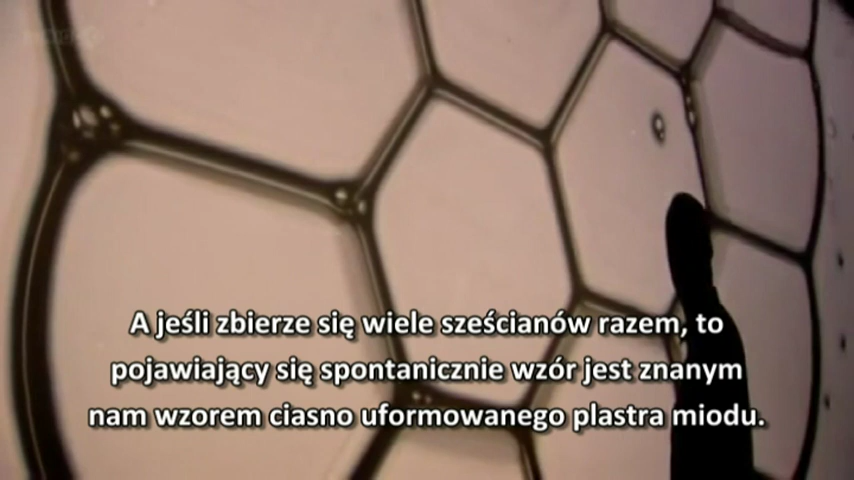 A jeśli zbierze się wiele sześcianów razem, to
pojawiający się spontanicznie wzór jest znanym
nam wzorem ciasno uformowanego plastra miodu.